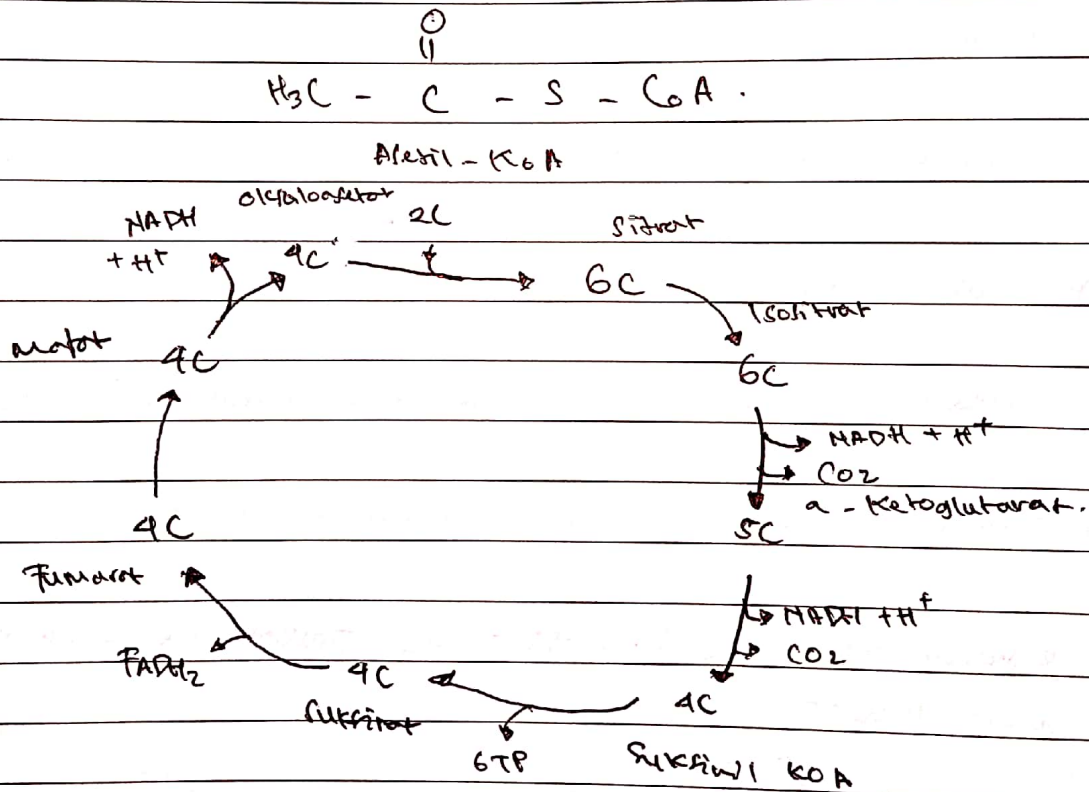 O
||
H₃C - C - S - CoA.
Asetil-KoA
NADH
+ H⁺
Oksaloasetat
4C
2C
Sitrat
6C
Isositrat
6C
NADH + H⁺
CO2
a - Ketoglutarat.
5C
NADH + H⁺
CO2
4C
Suksinil KOA
GTP
4C
Suksinat
FADH₂
4C
Fumarat
4C
Malat